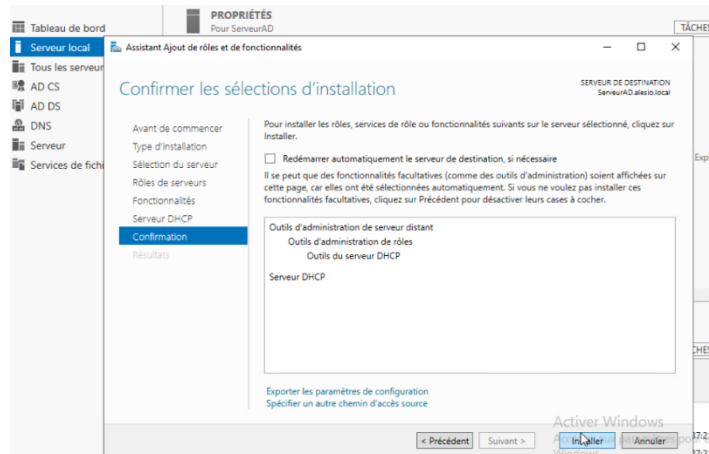 PROPRIÉTÉS
Pour ServeurAD
TÂCHES
Tableau de bord
Serveur local
Tous les serveur
AD CS
AD DS
DNS
Serveur
Services de fichi
Assistant Ajout de rôles et de fonctionnalités
Confirmer les sélections d'installation
SERVEUR DE DESTINATION
ServeurAD.alesio.local
Avant de commencer
Type d'installation
Sélection du serveur
Rôles de serveurs
Fonctionnalités
Serveur DHCP
Confirmation
Résultats
Pour installer les rôles, services de rôle ou fonctionnalités suivants sur le serveur sélectionné, cliquez sur
Installer.
Redémarrer automatiquement le serveur de destination, si nécessaire
Il se peut que des fonctionnalités facultatives (comme des outils d'administration) soient affichées sur
cette page, car elles ont été sélectionnées automatiquement. Si vous ne voulez pas installer ces
fonctionnalités facultatives, cliquez sur Précédent pour désactiver leurs cases à cocher.
Outils d'administration de serveur distant
Outils d'administration de rôles
Outils du serveur DHCP
Serveur DHCP
Exporter les paramètres de configuration
Spécifier un autre chemin d'accès source
Exp
CHES
Activer Windows
< Précédent
Suivant >
Installer
Annuler